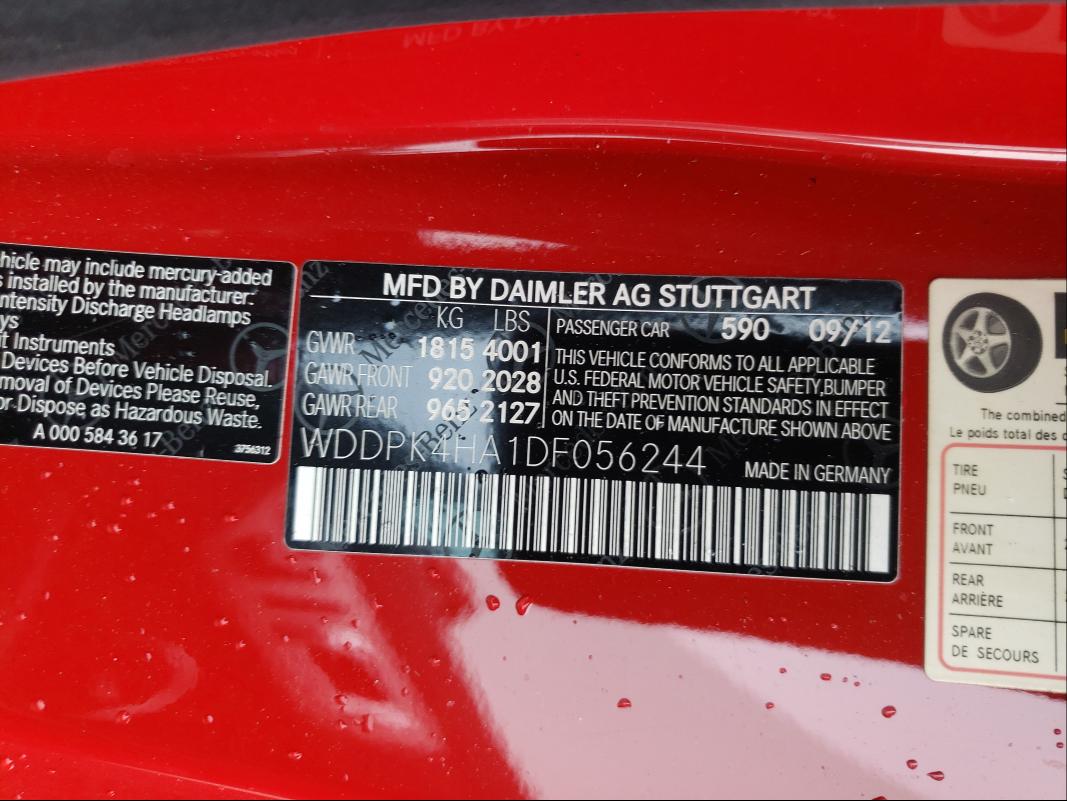 hicle may include mercury-added
s installed by the manufacturer:
ntensity Discharge Headlamps
ys
it Instruments
Devices Before Vehicle Disposal.
moval of Devices Please Reuse,
or Dispose as Hazardous Waste.
A 000 584 36 17
3756312
MFD BY DAIMLER AG STUTTGART
KG LBS
GVWR 1815 4001
GAWR FRONT 920 2028
GAWR REAR 965 2127
PASSENGER CAR 590 09/12
THIS VEHICLE CONFORMS TO ALL APPLICABLE
U.S. FEDERAL MOTOR VEHICLE SAFETY,BUMPER
AND THEFT PREVENTION STANDARDS IN EFFECT
ON THE DATE OF MANUFACTURE SHOWN ABOVE
WDDPK4HA1DF056244 MADE IN GERMANY
The combined
Le poids total des
TIRE
PNEU
FRONT
AVANT
REAR
ARRIÈRE
SPARE
DE SECOURS